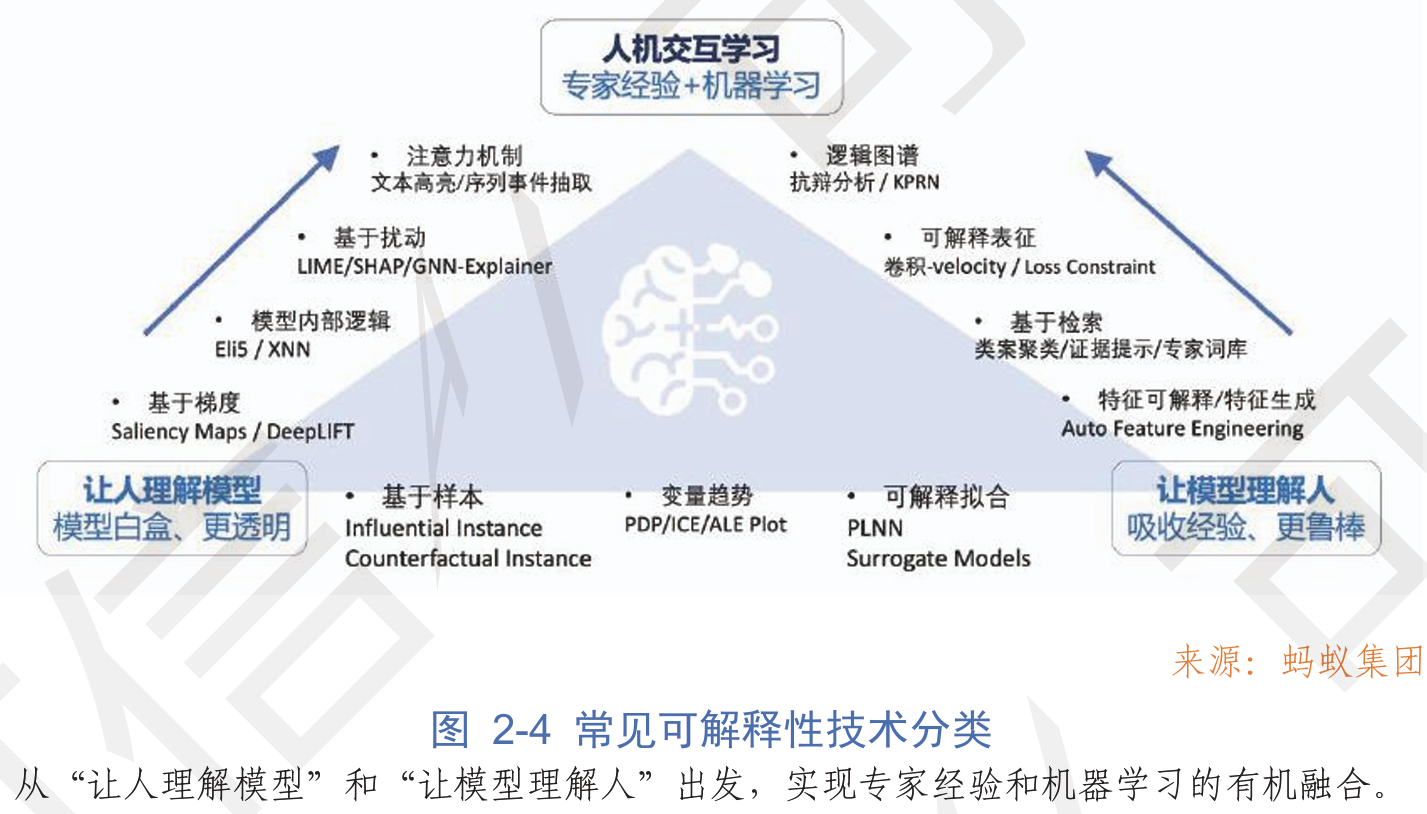 人机交互学习
专家经验+机器学习
• 注意力机制
文本高亮/序列事件抽取
• 逻辑图谱
抗辩分析 / KPRN
• 基于扰动
LIME/SHAP/GNN-Explainer
• 可解释表征
卷积-velocity / Loss Constraint
• 模型内部逻辑
Eli5 / XNN
• 基于检索
类案聚类/证据提示/专家词库
• 基于梯度
Saliency Maps / DeepLIFT
• 特征可解释/特征生成
Auto Feature Engineering
让人理解模型
模型白盒、更透明
• 基于样本
Influential Instance
Counterfactual Instance
• 变量趋势
PDP/ICE/ALE Plot
• 可解释拟合
PLNN
Surrogate Models
让模型理解人
吸收经验、更鲁棒
来源：蚂蚁集团
图 2-4 常见可解释性技术分类
从“让人理解模型”和“让模型理解人”出发，实现专家经验和机器学习的有机融合。